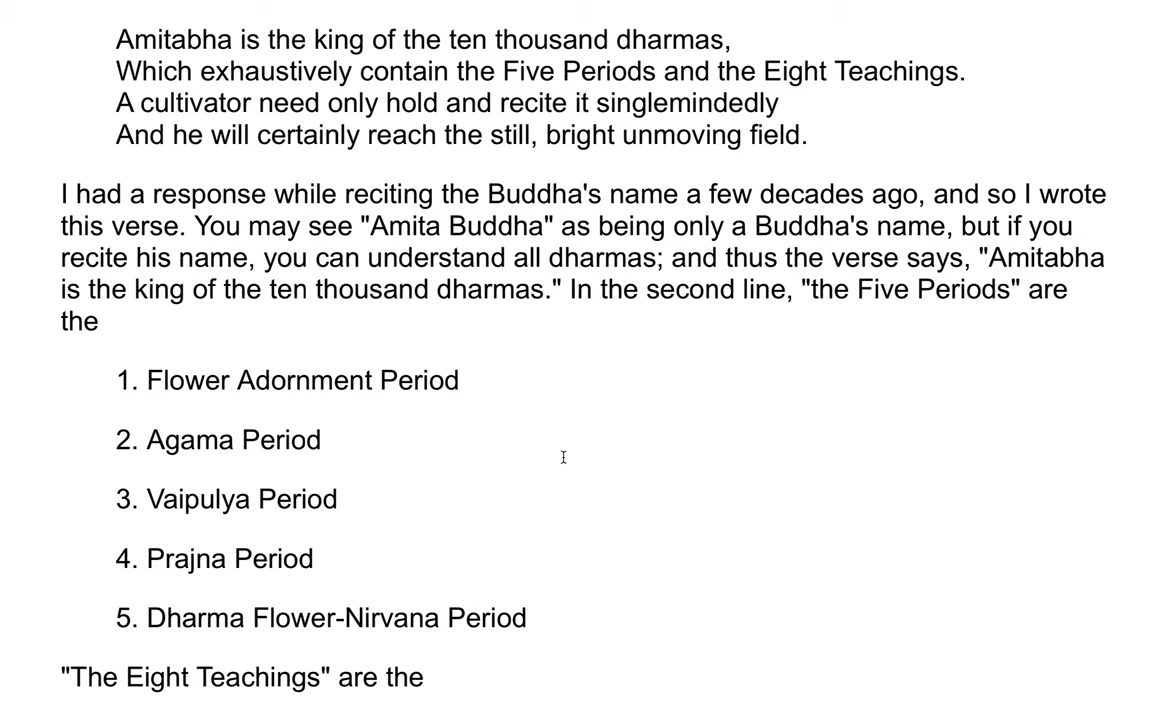 Amitabha is the king of the ten thousand dharmas,
Which exhaustively contain the Five Periods and the Eight Teachings.
A cultivator need only hold and recite it singlemindedly
And he will certainly reach the still, bright unmoving field.
I had a response while reciting the Buddha's name a few decades ago, and so I wrote
this verse. You may see "Amita Buddha" as being only a Buddha's name, but if you
recite his name, you can understand all dharmas; and thus the verse says, "Amitabha
is the king of the ten thousand dharmas." In the second line, "the Five Periods" are
the
1. Flower Adornment Period
2. Agama Period
3. Vaipulya Period
4. Prajna Period
5. Dharma Flower-Nirvana Period
"The Eight Teachings" are the